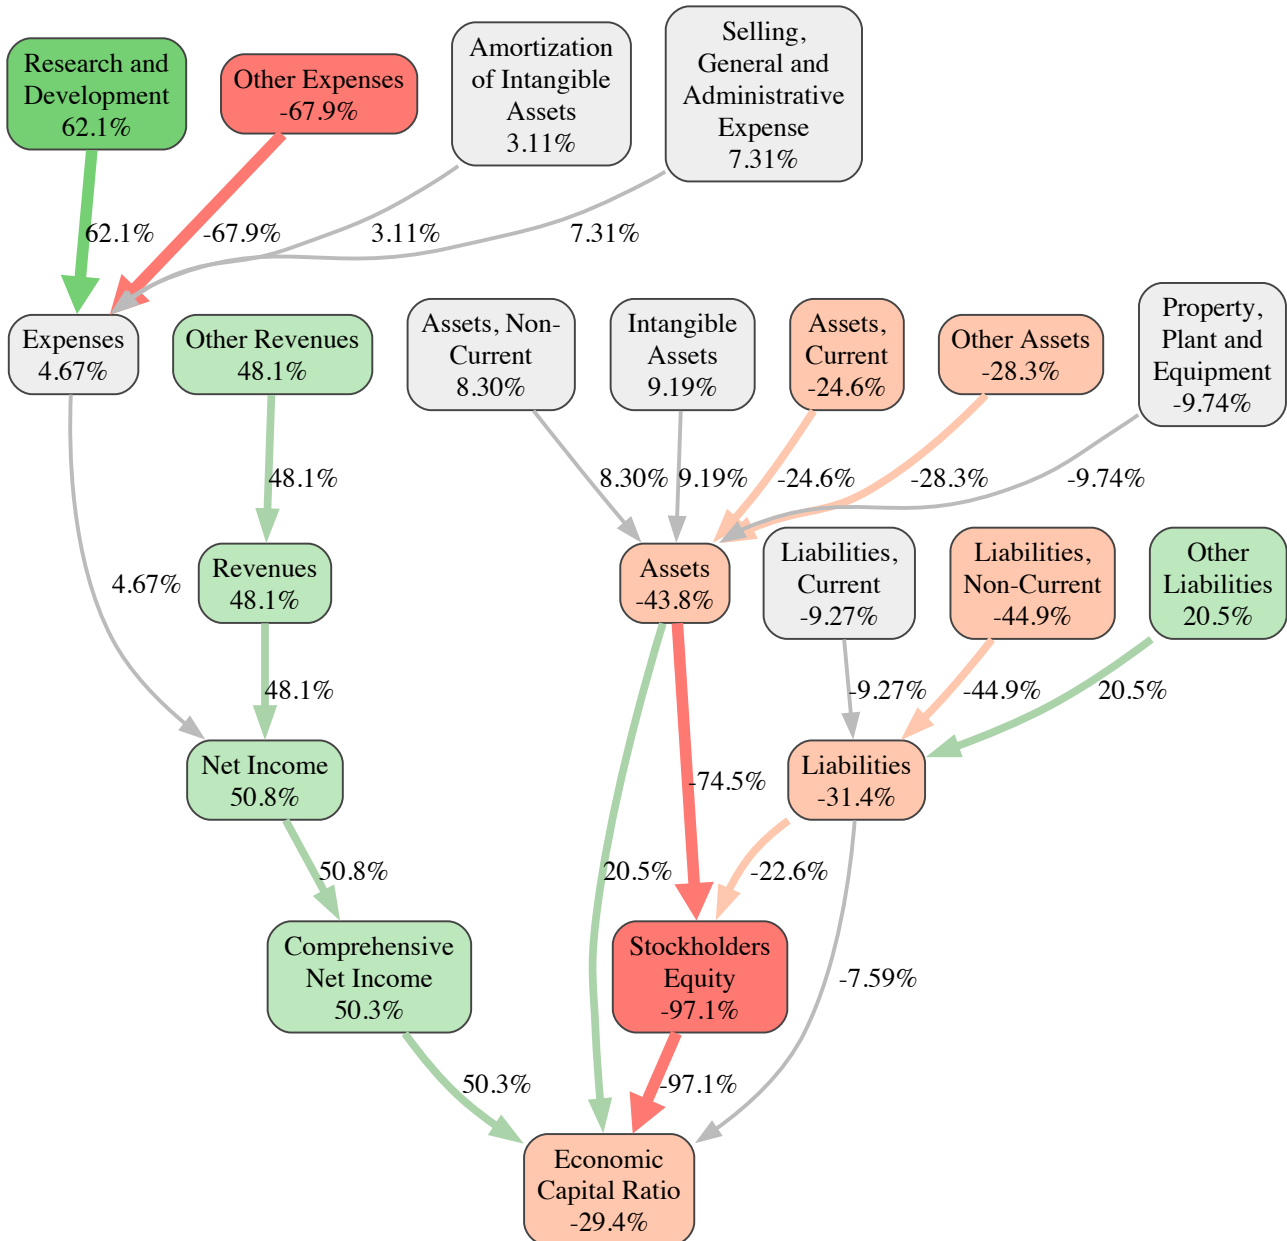 Research and
Development
62.1%
Other Expenses
-67.9%
Amortization
of Intangible
Assets
3.11%
Selling,
General and
Administrative
Expense
7.31%
62.1%
-67.9%
3.11%
7.31%
Expenses
4.67%
Other Revenues
48.1%
Assets, Non-
Current
8.30%
Intangible
Assets
9.19%
Assets,
Current
-24.6%
Other Assets
-28.3%
Property,
Plant and
Equipment
-9.74%
48.1%
8.30%
9.19%
-24.6%
-28.3%
-9.74%
4.67%
Revenues
48.1%
Assets
-43.8%
Liabilities,
Current
-9.27%
Liabilities,
Non-Current
-44.9%
Other
Liabilities
20.5%
48.1%
-9.27%
-44.9%
20.5%
Net Income
50.8%
-74.5%
Liabilities
-31.4%
50.8%
20.5%
-22.6%
Comprehensive
Net Income
50.3%
Stockholders
Equity
-97.1%
-7.59%
50.3%
-97.1%
Economic
Capital Ratio
-29.4%